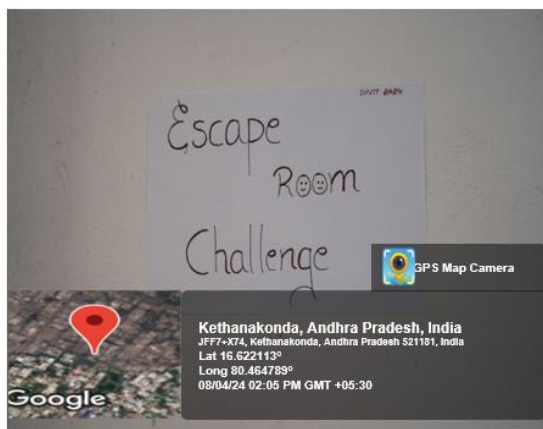 Escape
Room
Challenge
GPS Map Camera
Kethanakonda, Andhra Pradesh, India
JFF7+X74, Kethanakonda, Andhra Pradesh 521181, India
Lat 16.622113°
Long 80.464789°
08/04/24 02:05 PM GMT +05:30
Google